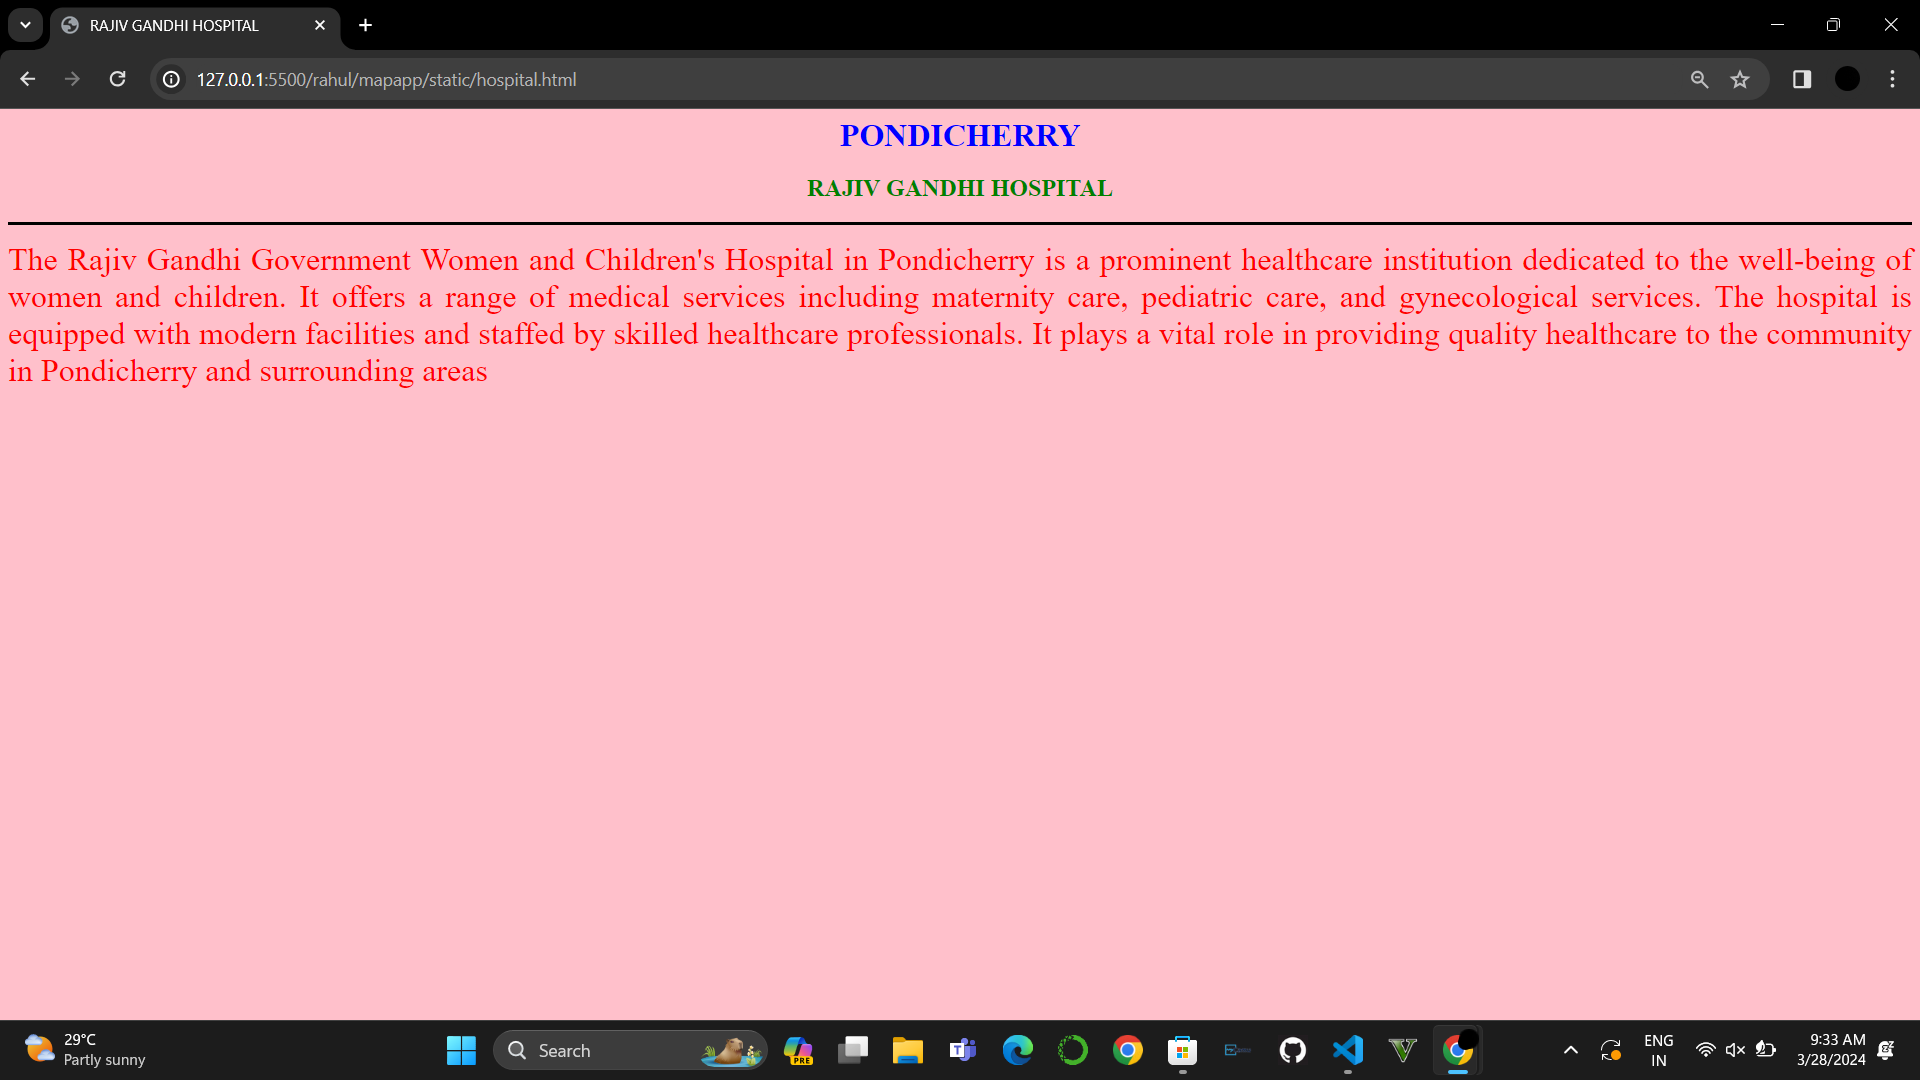 RAJIV GANDHI HOSPITAL
127.0.0.1:5500/rahul/mapapp/static/hospital.html
PONDICHERRY
RAJIV GANDHI HOSPITAL
The Rajiv Gandhi Government Women and Children's Hospital in Pondicherry is a prominent healthcare institution dedicated to the well-being of
women and children. It offers a range of medical services including maternity care, pediatric care, and gynecological services. The hospital is
equipped with modern facilities and staffed by skilled healthcare professionals. It plays a vital role in providing quality healthcare to the community
in Pondicherry and surrounding areas
29°C
Partly sunny
Search
PRE
ENG
IN
9:33 AM
3/28/2024